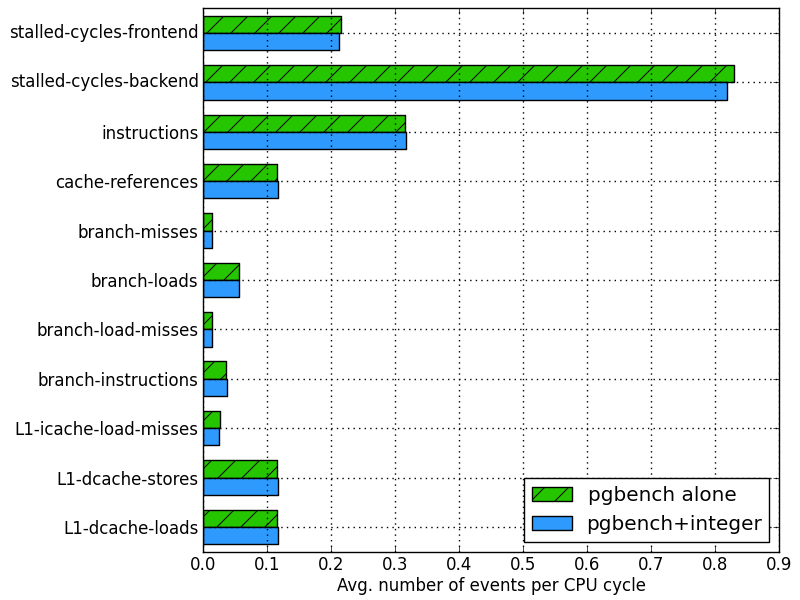 stalled-cycles-frontend
stalled-cycles-backend
instructions
cache-references
branch-misses
branch-loads
branch-load-misses
branch-instructions
L1-icache-load-misses
L1-dcache-stores
L1-dcache-loads
pgbench alone
pgbench+integer
0.0 0.1 0.2 0.3 0.4 0.5 0.6 0.7 0.8 0.9
Avg. number of events per CPU cycle